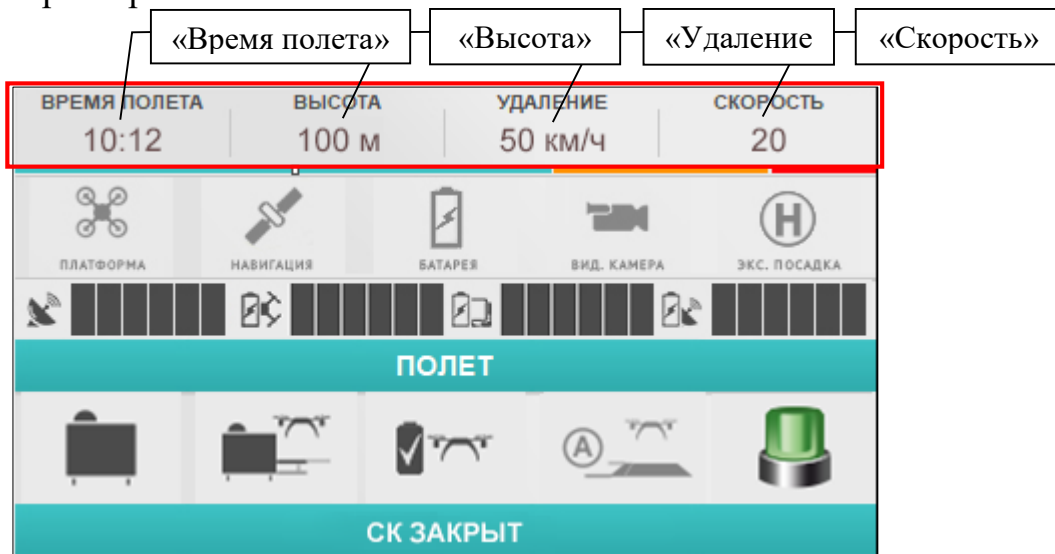 «Время полета» «Высота» «Удаление «Скорость»
ВРЕМЯ ПОЛЕТА ВЫСОТА УДАЛЕНИЕ СКОРОСТЬ
10:12 100 м 50 км/ч 20
ПЛАТФОРМА НАВИГАЦИЯ БАТАРЕЯ ВИД. КАМЕРА ЭКС. ПОСАДКА
ПОЛЕТ
СК ЗАКРЫТ